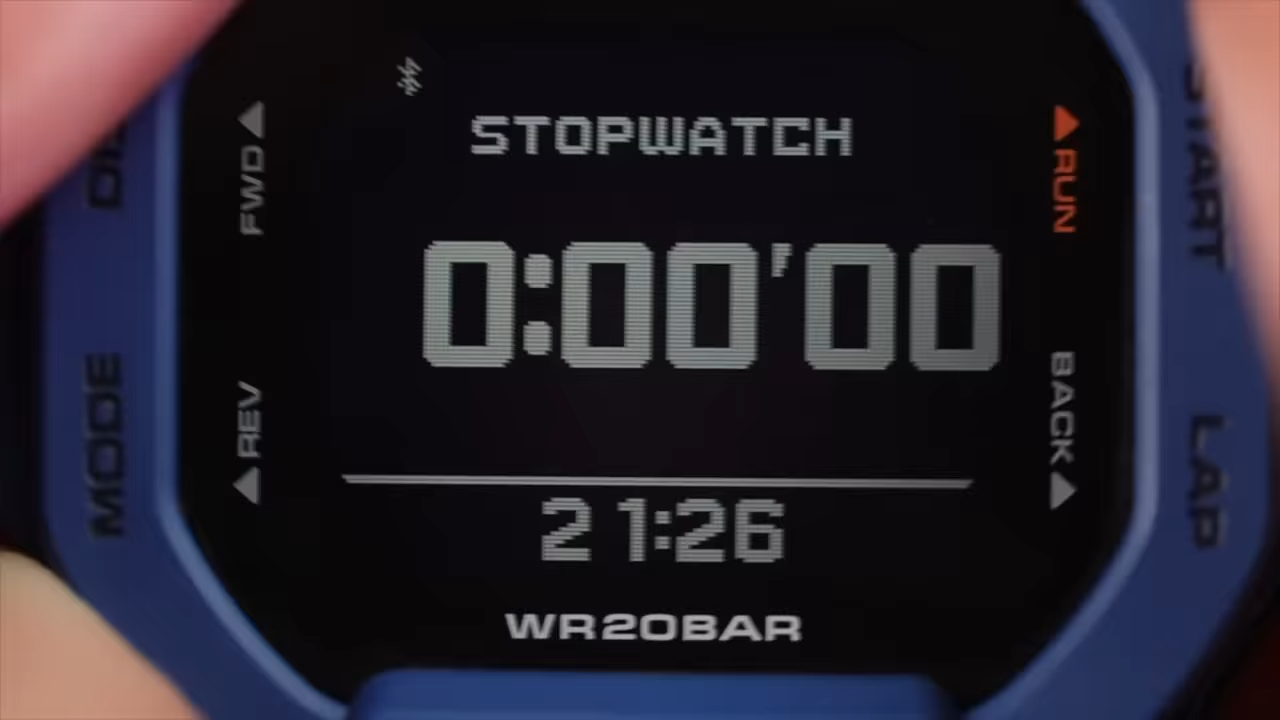 STOPWATCH
FWD
RUN
START
0:00'00
MODE
REV
BACK
LAP
21:26
WR20BAR